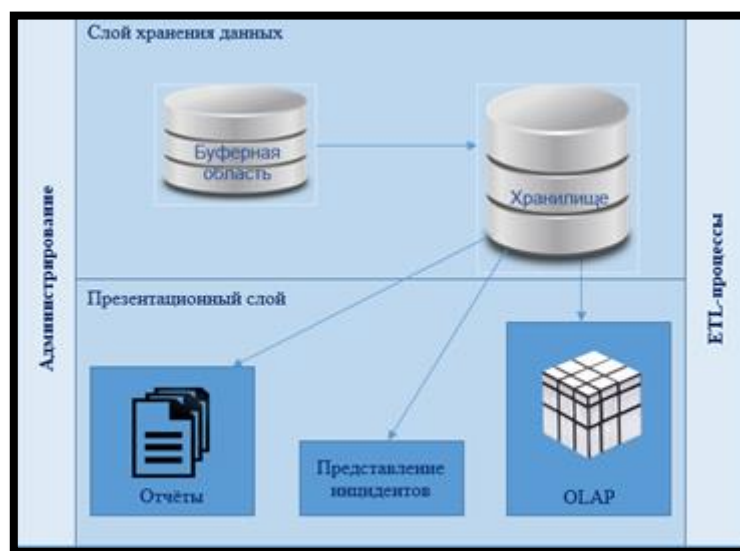 Слой хранения данных
Буферная
область
Хранилище
Администрирование
ETL-процессы
Презентационный слой
Отчёты
Представление
инцидентов
OLAP